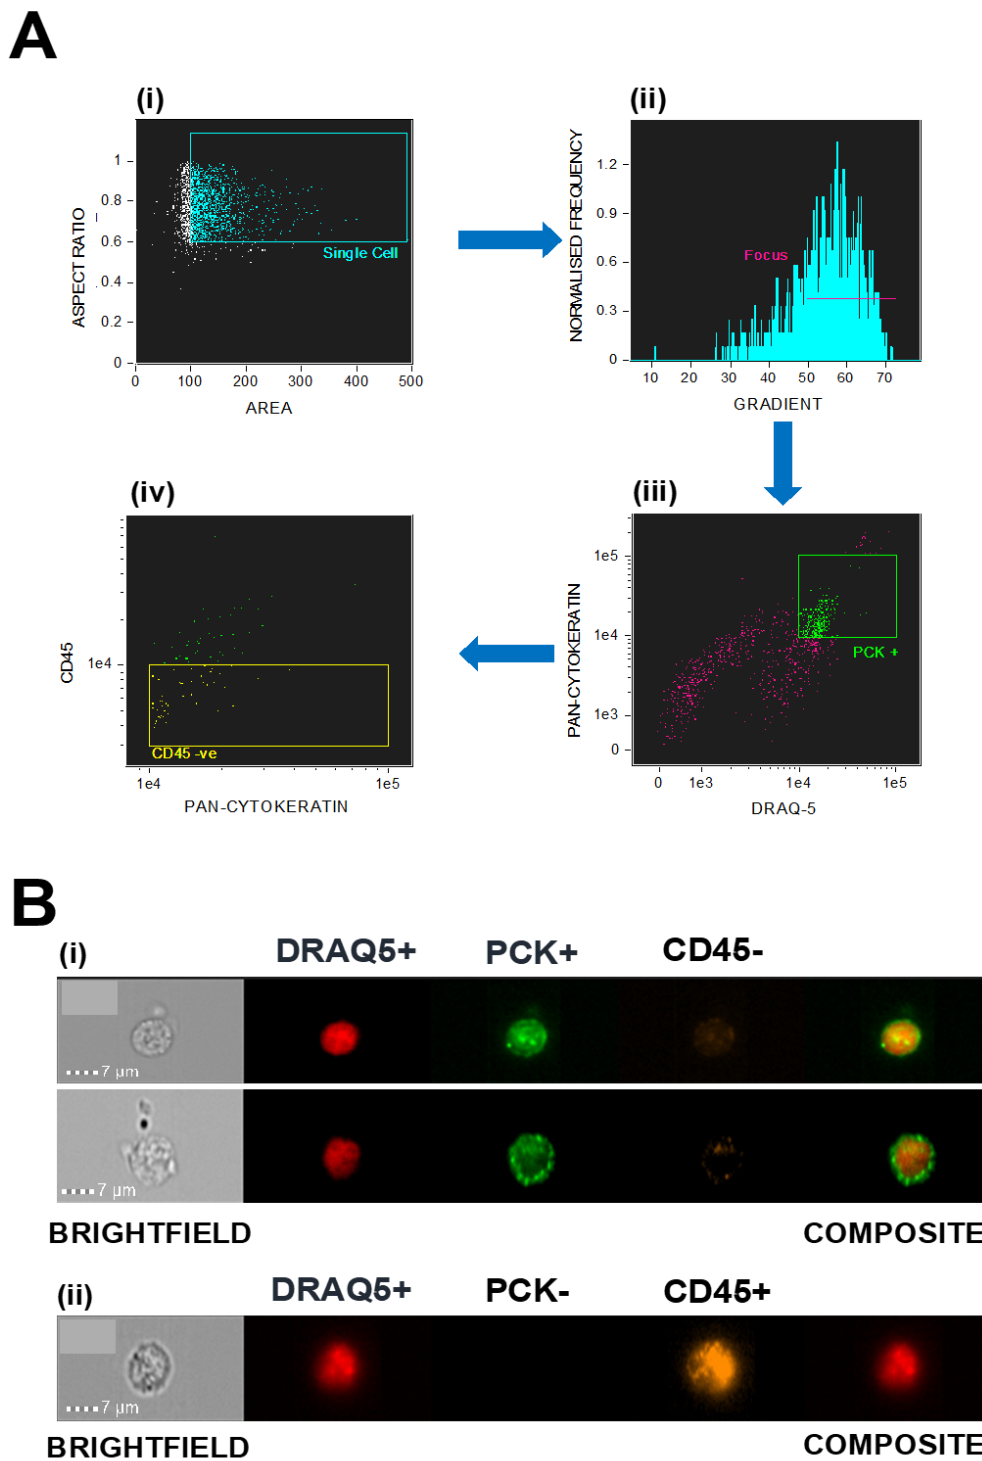 A
(i)
ASPECT RATIO
1
0.8
0.6
0.4
0.2
0
Single Cell
0 100 200 300 400 500
AREA
(ii)
NORMALISED FREQUENCY
1.2
0.9
0.6
0.3
0
Focus
10 20 30 40 50 60 70
GRADIENT
(iv)
CD45
1e4
CD45 -ve
1e4 1e5
PAN-CYTOKERATIN
(iii)
PAN-CYTOKERATIN
1e5
1e4
1e3
0
PCK +
0 1e3 1e4 1e5
DRAQ-5
B
(i)
DRAQ5+ PCK+ CD45-
7 μm
7 μm
BRIGHTFIELD COMPOSITE
(ii)
DRAQ5+ PCK- CD45+
7 μm
BRIGHTFIELD COMPOSITE